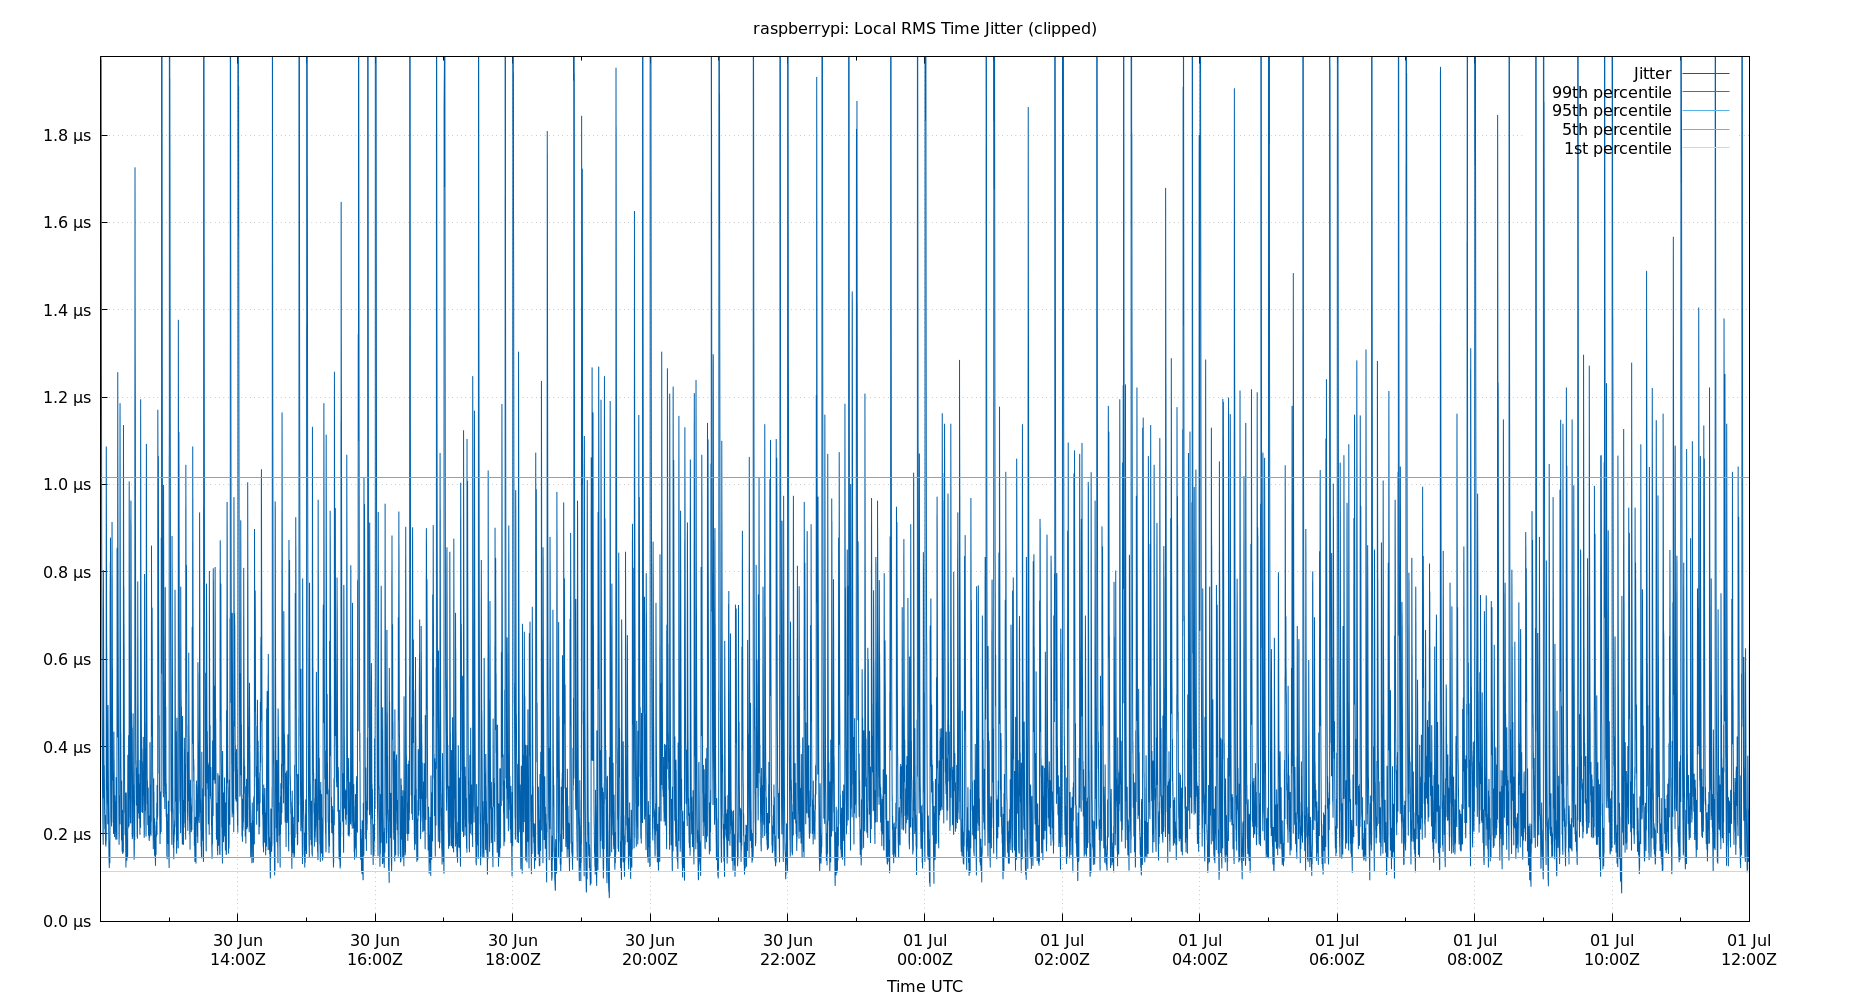 raspberrypi: Local RMS Time Jitter (clipped)
Jitter
99th percentile
95th percentile
5th percentile
1st percentile
1.8 µs
1.6 µs
1.4 µs
1.2 µs
1.0 µs
0.8 µs
0.6 µs
0.4 µs
0.2 µs
0.0 µs
30 Jun 30 Jun 30 Jun 30 Jun 30 Jun 01 Jul 01 Jul 01 Jul 01 Jul 01 Jul 01 Jul 01 Jul
14:00Z 16:00Z 18:00Z 20:00Z 22:00Z 00:00Z 02:00Z 04:00Z 06:00Z 08:00Z 10:00Z 12:00Z
Time UTC